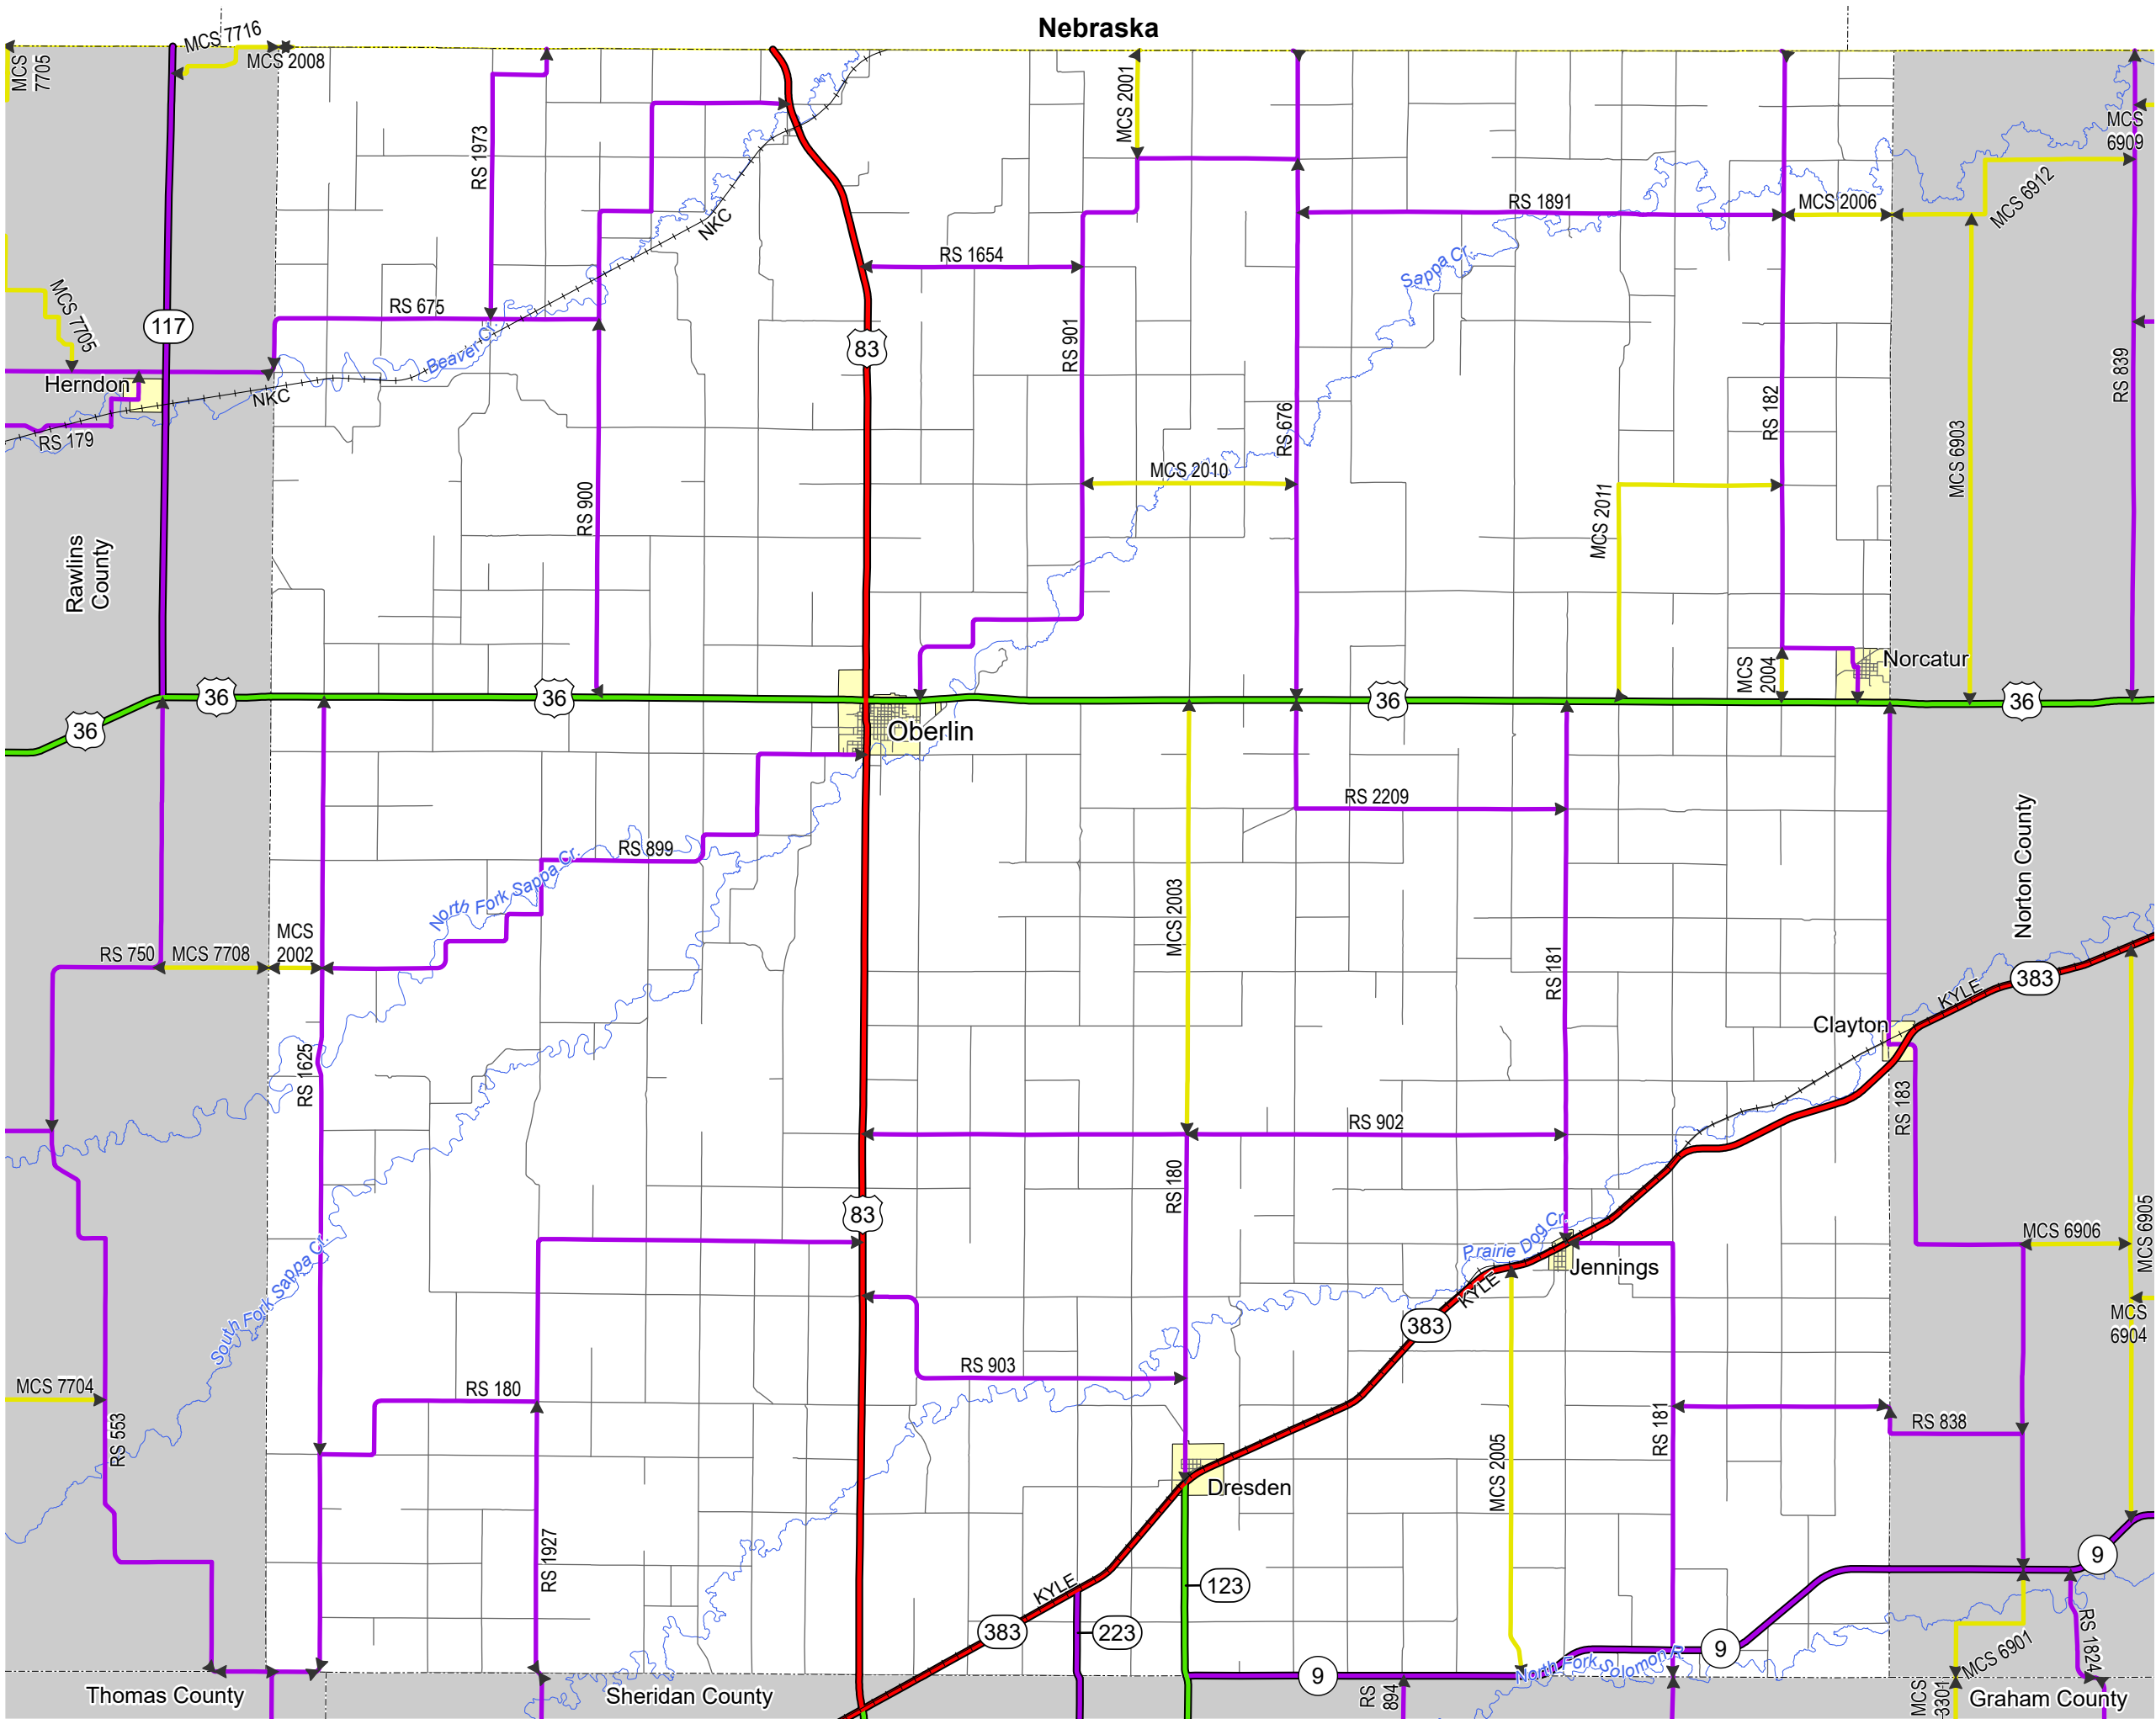 Nebraska
MCS 7716
MCS
7705
MCS 2008
MCS 2001
RS 1973
MCS
6909
MCS 6912
RS 1891
MCS 2006
NKC
RS 1654
Sappa Cr.
MCS 7705
RS 675
117
Beaver Cr.
83
RS 901
RS 839
Herndon
NKC
RS 179
RS 676
RS 182
MCS 6903
MCS 2010
RS 900
MCS 2011
Rawlins
County
MCS
2004
Norcatur
36
36
36
36
36
36
Oberlin
RS 2209
RS 899
North Fork Sappa Cr.
MCS 2003
Norton County
RS 750
MCS 7708
MCS
2002
RS 181
383
KYLE
Clayton
RS 1625
RS 183
RS 902
RS 180
83
South Fork Sappa Cr.
Prairie Dog Cr.
MCS 6906
MCS 6905
Jennings
KYLE
383
MCS
6904
RS 903
MCS 7704
RS 180
RS 553
RS 181
RS 838
MCS 2005
Dresden
RS 1927
9
KYLE
123
383
223
9
RS 1824
MCS 6901
North Fork Solomon R.
9
Thomas County
Sheridan County
RS
894
MCS
3301
Graham County